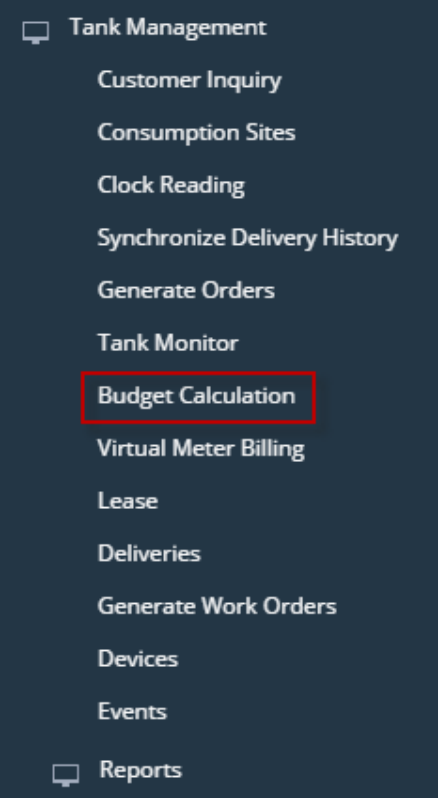 Tank Management
Customer Inquiry
Consumption Sites
Clock Reading
Synchronize Delivery History
Generate Orders
Tank Monitor
Budget Calculation
Virtual Meter Billing
Lease
Deliveries
Generate Work Orders
Devices
Events
Reports